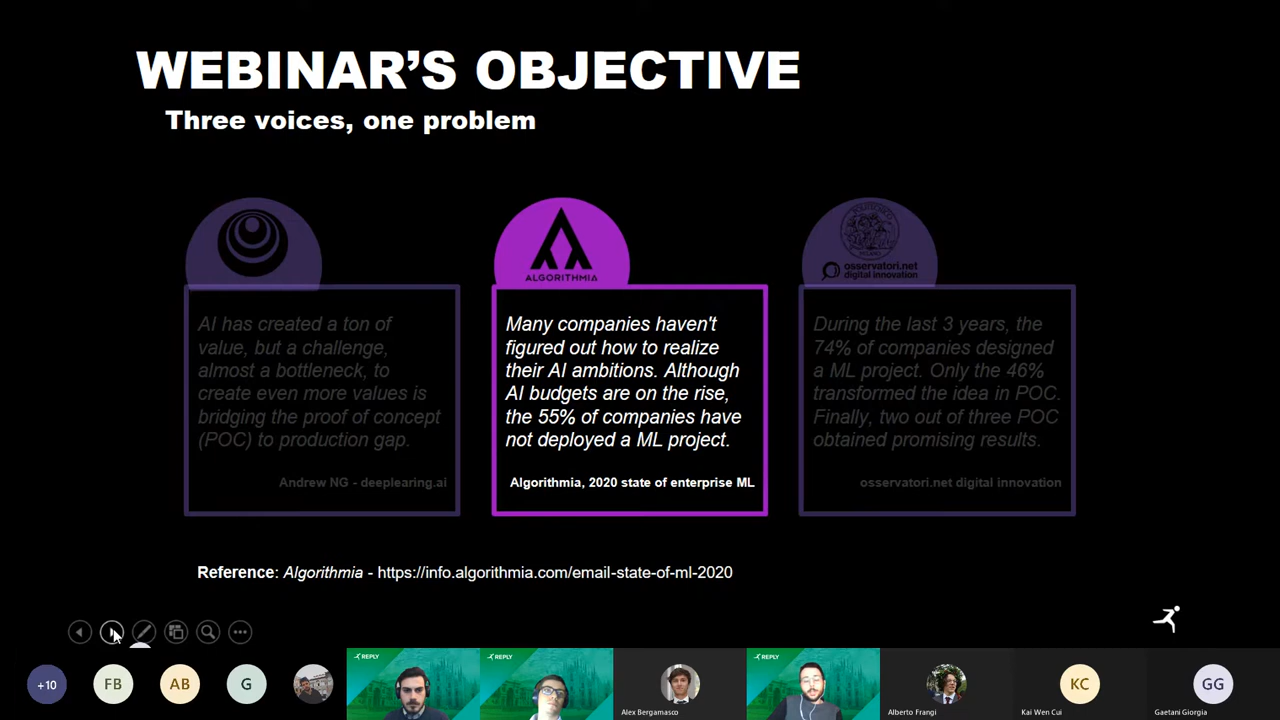 WEBINAR'S OBJECTIVE
Three voices, one problem
AI has created a ton of
value, but a challenge,
almost a bottleneck, to
create even more values is
bridging the proof of concept
(POC) to production gap.
Andrew NG - deeplearing.ai
ALGORITHMIA
Many companies haven't
figured out how to realize
their AI ambitions. Although
AI budgets are on the rise,
the 55% of companies have
not deployed a ML project.
Algorithmia, 2020 state of enterprise ML
osservatori.net
digital innovation
During the last 3 years, the
74% of companies designed
a ML project. Only the 46%
transformed the idea in POC.
Finally, two out of three POC
obtained promising results.
osservatori.net digital innovation
Reference: Algorithmia - https://info.algorithmia.com/email-state-of-ml-2020
+10
FB
AB
G
REPLY
REPLY
Alex Bergamasco
REPLY
Alberto Frangi
KC
Kai Wen Cui
GG
Gaetani Giorgia